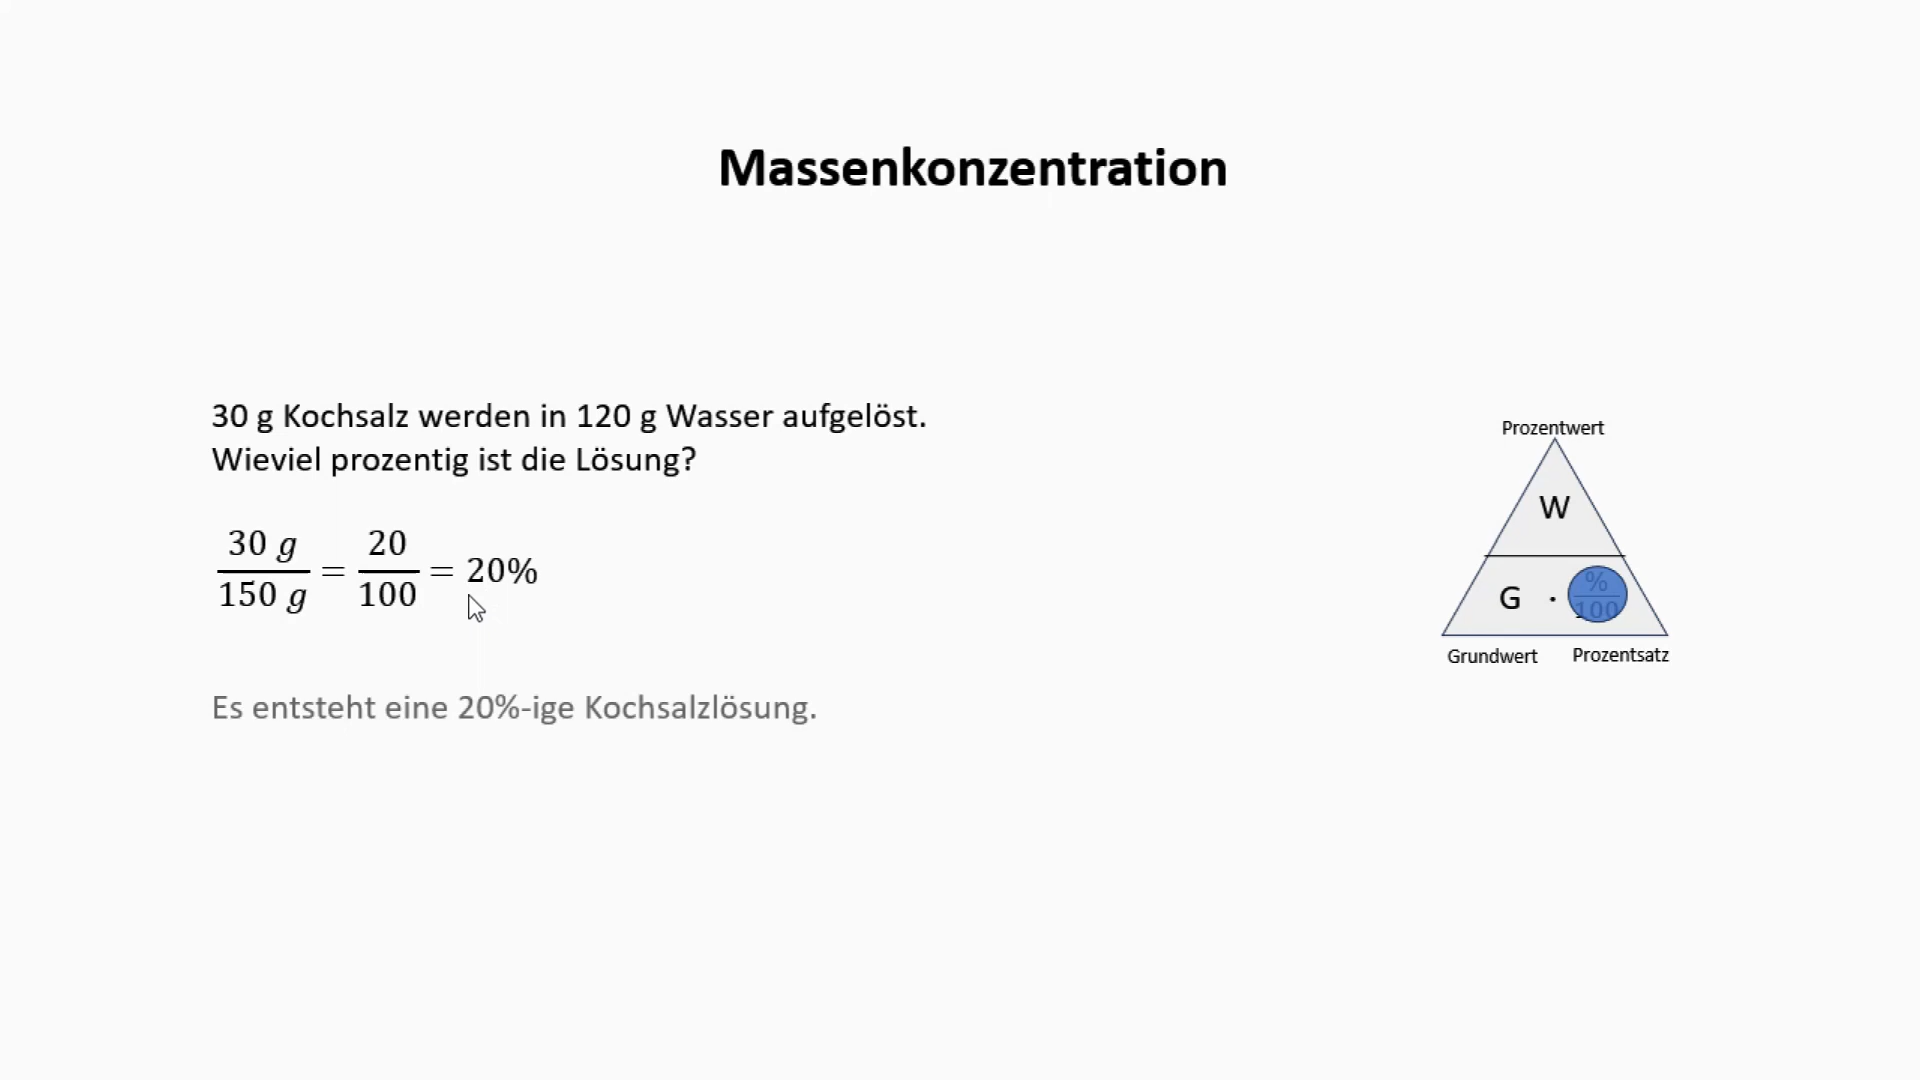 Massenkonzentration
30 g Kochsalz werden in 120 g Wasser aufgelöst.
Wieviel prozentig ist die Lösung?
30 g / 150 g = 20 / 100 = 20%
Es entsteht eine 20%-ige Kochsalzlösung.
Prozentwert
W
G · % / 100
Grundwert Prozentsatz